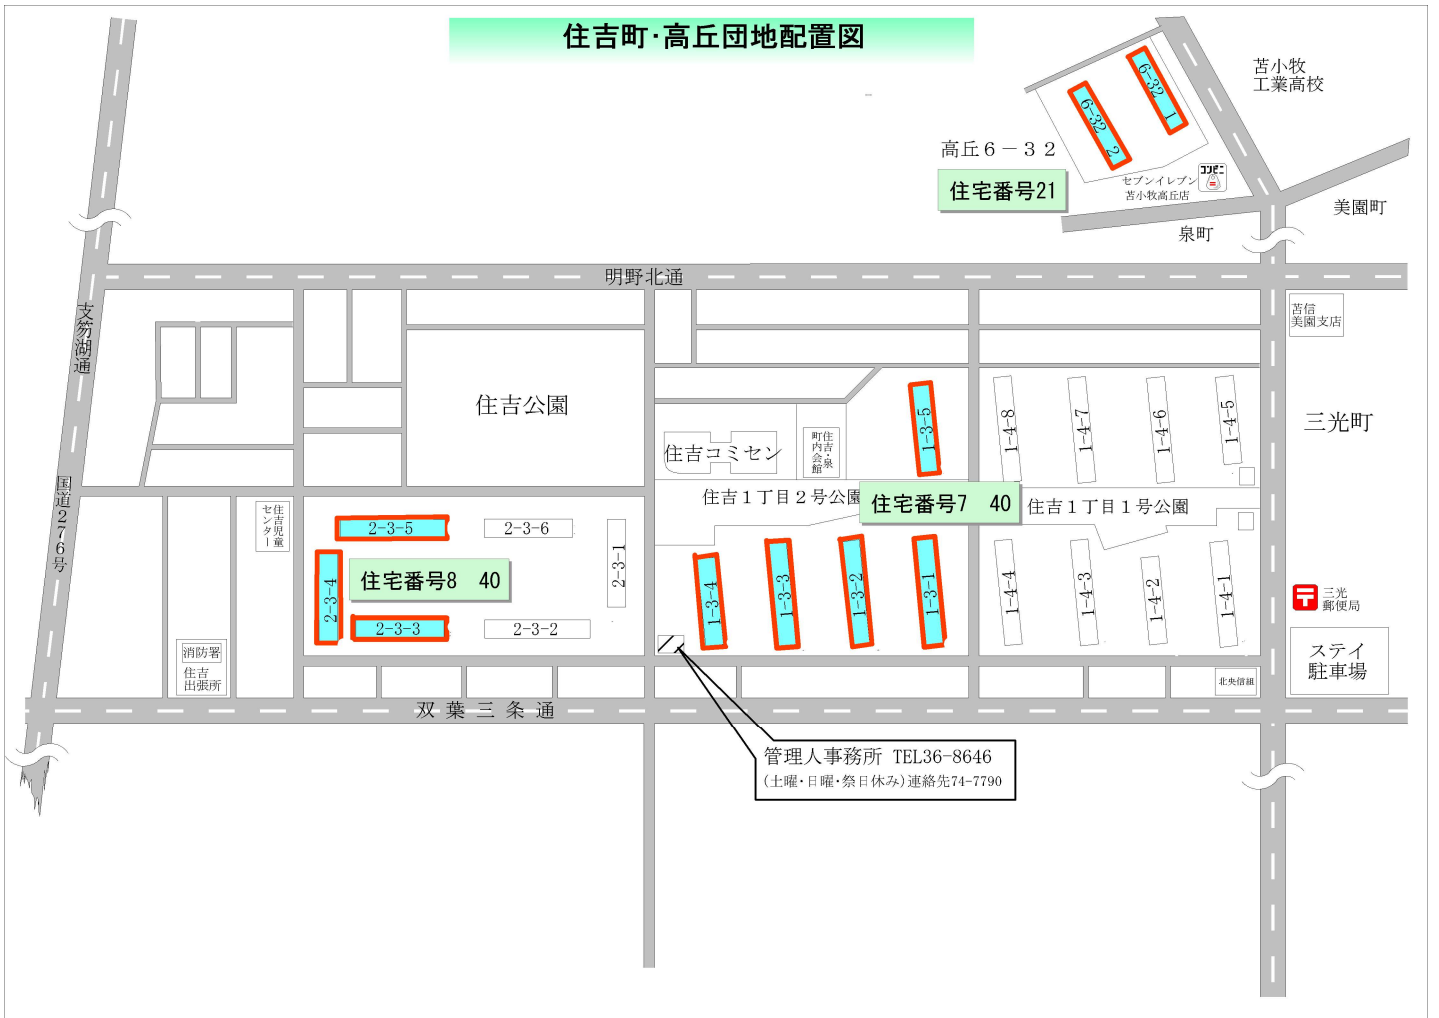 住吉町・高丘団地配置図
苫小牧
工業高校
6-32 1
6-32 2
高丘６－３２
住宅番号21
コンビニ
セブンイレブン
苫小牧高丘店
美園町
泉町
明野北通
支笏湖通
国道276号
苫信
美園支店
住吉公園
三光町
1-3-5
1-4-8
1-4-7
1-4-6
1-4-5
住吉コミセン
住吉・泉
町内会館
住吉１丁目２号公園
住宅番号7 40
住吉１丁目１号公園
住吉児童
センター
2-3-5
2-3-6
2-3-1
住宅番号8 40
2-3-4
2-3-3
2-3-2
1-3-4
1-3-3
1-3-2
1-3-1
1-4-4
1-4-3
1-4-2
1-4-1
三光
郵便局
消防署
住吉
出張所
ステイ
駐車場
北央信組
双葉三条通
管理人事務所 TEL36-8646
(土曜・日曜・祭日休み)連絡先74-7790